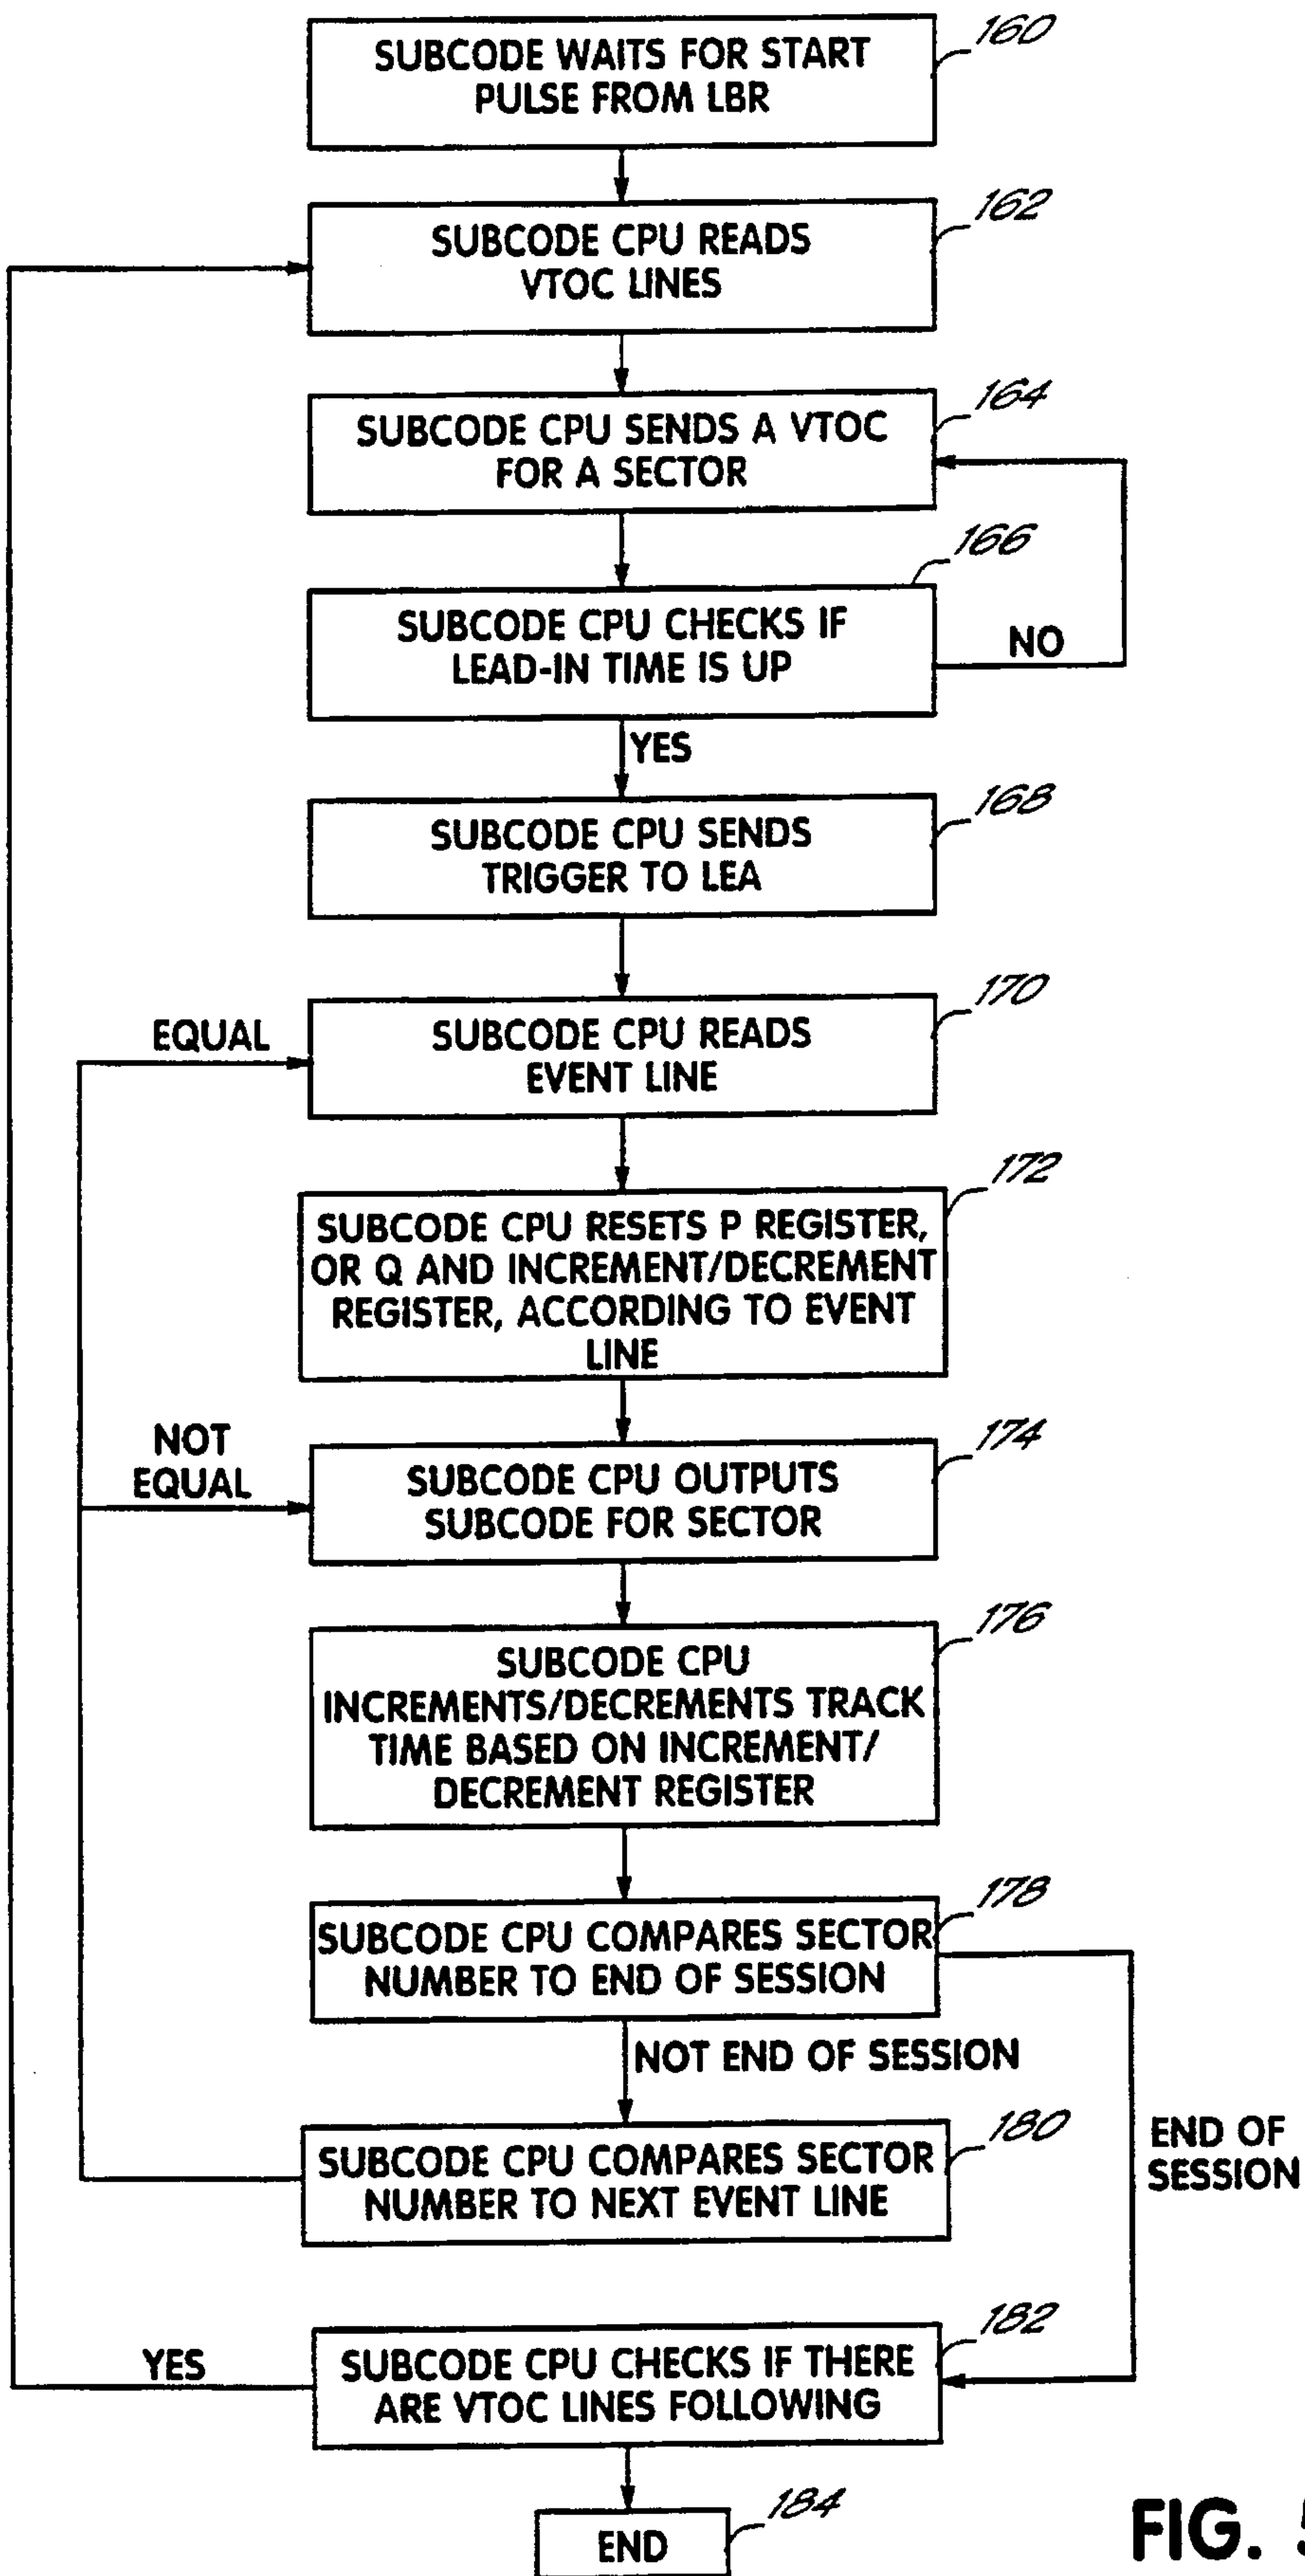 160
SUBCODE WAITS FOR START
PULSE FROM LBR
162
SUBCODE CPU READS
VTOC LINES
164
SUBCODE CPU SENDS A VTOC
FOR A SECTOR
166
SUBCODE CPU CHECKS IF
LEAD-IN TIME IS UP
NO
YES
168
SUBCODE CPU SENDS
TRIGGER TO LEA
170
EQUAL
SUBCODE CPU READS
EVENT LINE
172
SUBCODE CPU RESETS P REGISTER,
OR Q AND INCREMENT/DECREMENT
REGISTER, ACCORDING TO EVENT
LINE
174
NOT
EQUAL
SUBCODE CPU OUTPUTS
SUBCODE FOR SECTOR
176
SUBCODE CPU
INCREMENTS/DECREMENTS TRACK
TIME BASED ON INCREMENT/
DECREMENT REGISTER
178
SUBCODE CPU COMPARES SECTOR
NUMBER TO END OF SESSION
NOT END OF SESSION
180
SUBCODE CPU COMPARES SECTOR
NUMBER TO NEXT EVENT LINE
END OF
SESSION
182
YES
SUBCODE CPU CHECKS IF THERE
ARE VTOC LINES FOLLOWING
184
END
FIG. 5